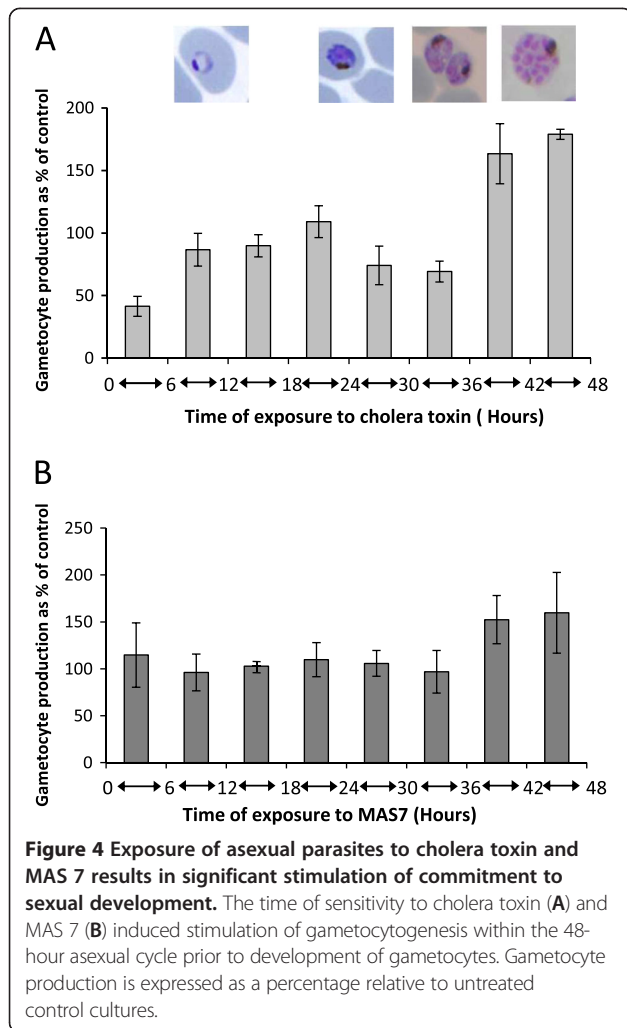 A
Gametocyte production as % of control
200
150
100
50
0
0 6 12 18 24 30 36 42 48
Time of exposure to cholera toxin ( Hours)
B
Gametocyte production as % of control
250
200
150
100
50
0
0 6 12 18 24 30 36 42 48
Time of exposure to MAS7 (Hours)
Figure 4 Exposure of asexual parasites to cholera toxin and
MAS 7 results in significant stimulation of commitment to
sexual development. The time of sensitivity to cholera toxin (A) and
MAS 7 (B) induced stimulation of gametocytogenesis within the 48-
hour asexual cycle prior to development of gametocytes. Gametocyte
production is expressed as a percentage relative to untreated
control cultures.